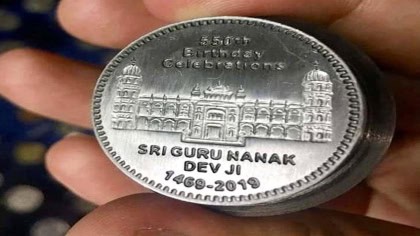 550th
Birthday
Celebrations
SRI GURU NANAK
DEV JI
1469-2019